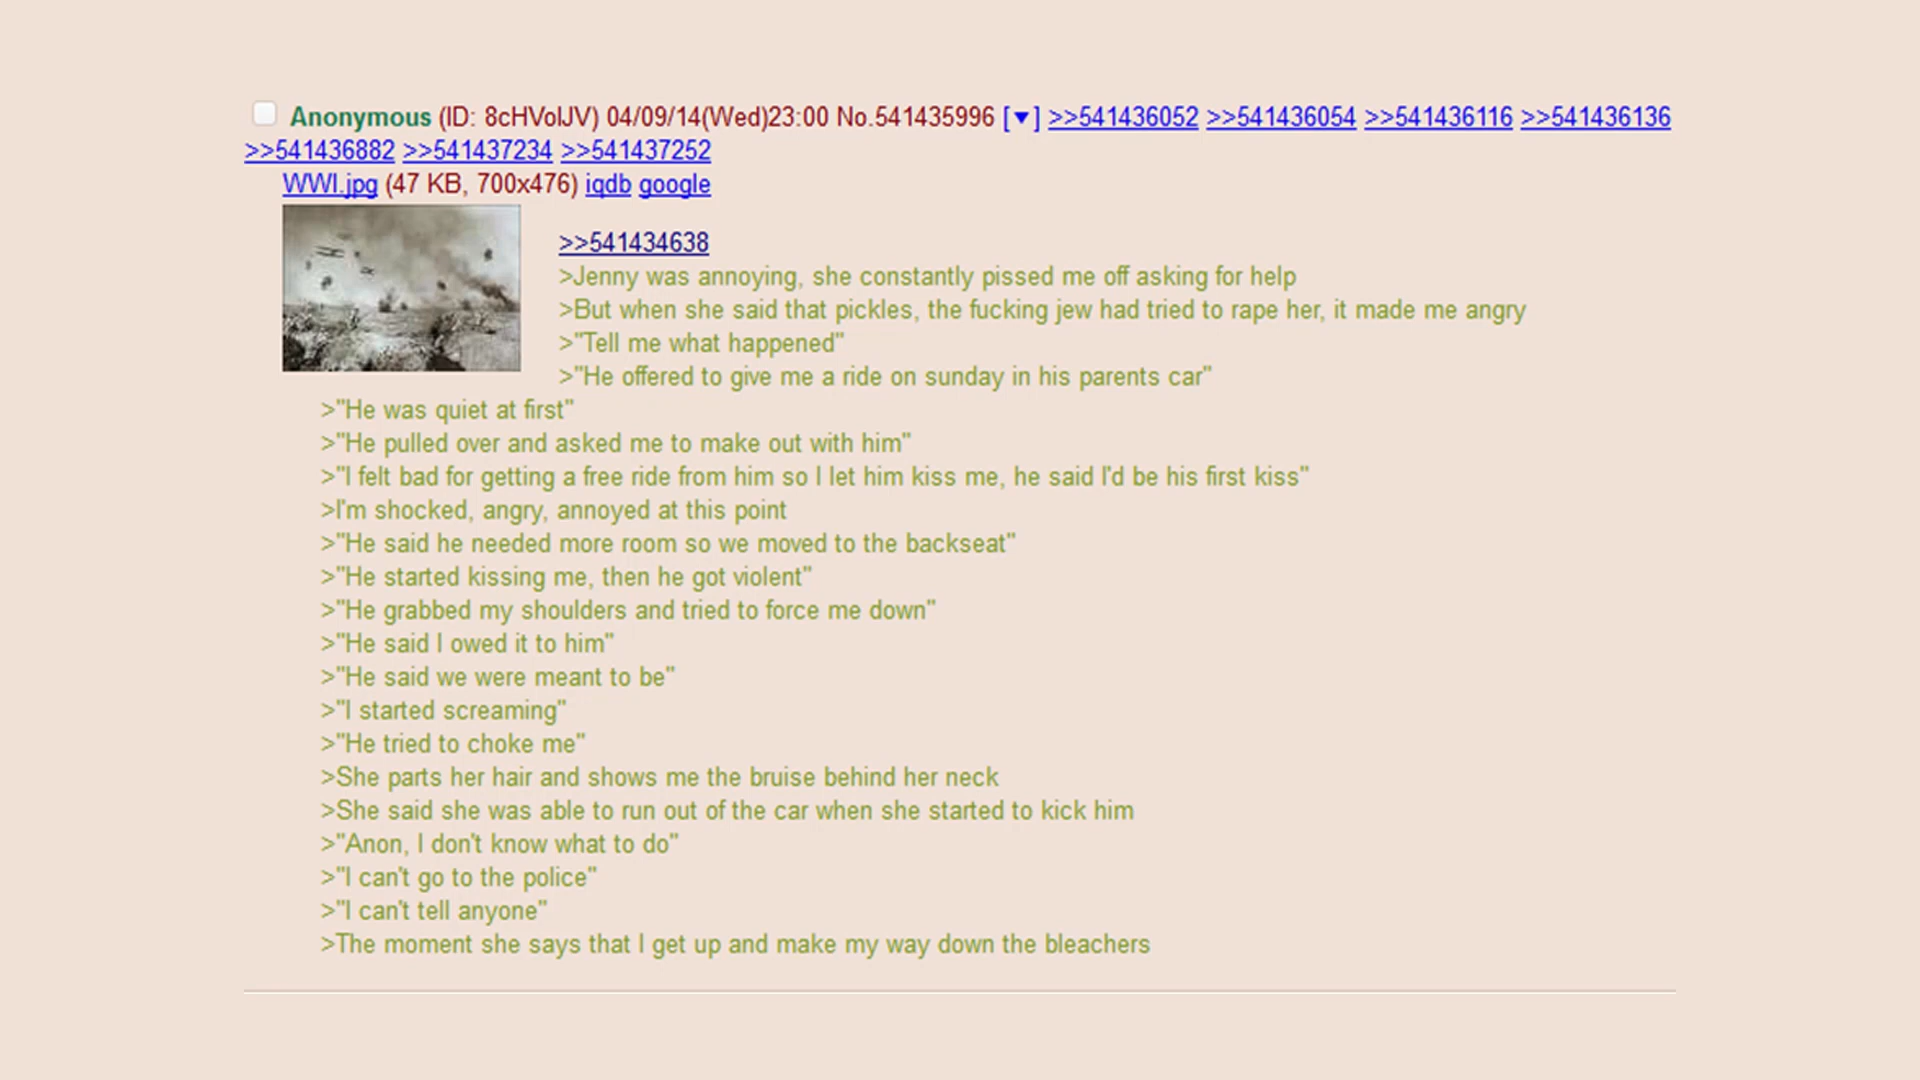 Anonymous (ID: 8cHVolJV) 04/09/14(Wed)23:00 No.541435996 [▼] >>541436052 >>541436054 >>541436116 >>541436136
>>541436882 >>541437234 >>541437252
WWI.jpg (47 KB, 700x476) iqdb google
>>541434638
>Jenny was annoying, she constantly pissed me off asking for help
>But when she said that pickles, the fucking jew had tried to rape her, it made me angry
>"Tell me what happened"
>"He offered to give me a ride on sunday in his parents car"
>"He was quiet at first"
>"He pulled over and asked me to make out with him"
>"I felt bad for getting a free ride from him so I let him kiss me, he said I'd be his first kiss"
>I'm shocked, angry, annoyed at this point
>"He said he needed more room so we moved to the backseat"
>"He started kissing me, then he got violent"
>"He grabbed my shoulders and tried to force me down"
>"He said I owed it to him"
>"He said we were meant to be"
>"I started screaming"
>"He tried to choke me"
>She parts her hair and shows me the bruise behind her neck
>She said she was able to run out of the car when she started to kick him
>"Anon, I don't know what to do"
>"I can't go to the police"
>"I can't tell anyone"
>The moment she says that I get up and make my way down the bleachers